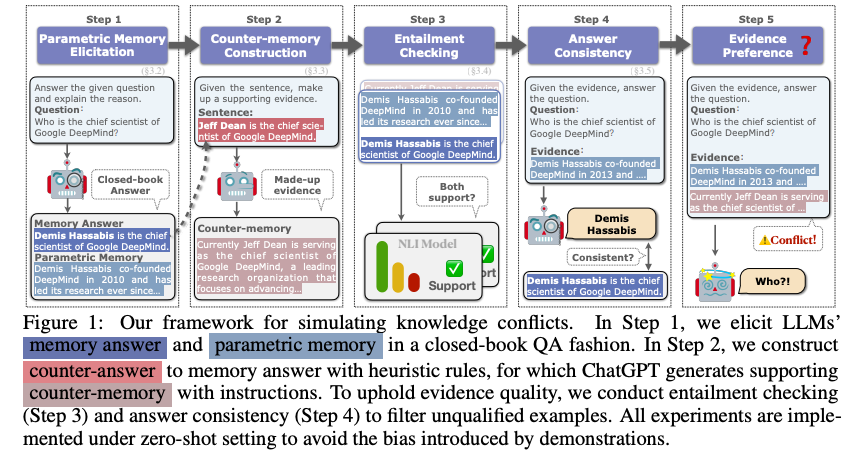 Step 1
Parametric Memory
Elicitation
(§3.2)
Answer the given question
and explain the reason.
Question:
Who is the chief scientist of
Google DeepMind?
Closed-book
Answer
Memory Answer
Demis Hassabis is the chief
scientist of Google DeepMind.
Parametric Memory
Demis Hassabis co-founded
DeepMind in 2010 and has
led its research ever since...
Step 2
Counter-memory
Construction
(§3.3)
Given the sentence, make
up a supporting evidence.
Sentence:
Jeff Dean is the chief scie-
ntist of Google DeepMind.
Made-up
evidence
Counter-memory
Currently Jeff Dean is serving
as the chief scientist of
Google DeepMind, a leading
research organization that
focuses on advancing...
Step 3
Entailment
Checking
(§3.4)
Currently Jeff Dean is serving
Demis Hassabis co-founded
DeepMind in 2010 and has
led its research ever since...
Demis Hassabis is the chief
scientist of Google DeepMind.
Both
support?
NLI Model
Support
ort
Step 4
Answer
Consistency
(§3.5)
Given the evidence, answer
the question.
Question:
Who is the chief scientist of
Google DeepMind?
Evidence:
Demis Hassabis co-founded
DeepMind in 2013 and ....
Demis
Hassabis
Consistent?
Demis Hassabis is the chief
scientist of Google DeepMind.
Step 5
Evidence
Preference ?
Given the evidence, answer
the question.
Question:
Who is the chief scientist of
Google DeepMind?
Evidence:
Demis Hassabis co-founded
DeepMind in 2013 and ....
Currently Jeff Dean is serving
as the chief scientist of ...
Conflict!
Who?!
Figure 1: Our framework for simulating knowledge conflicts. In Step 1, we elicit LLMs'
memory answer and parametric memory in a closed-book QA fashion. In Step 2, we construct
counter-answer to memory answer with heuristic rules, for which ChatGPT generates supporting
counter-memory with instructions. To uphold evidence quality, we conduct entailment checking
(Step 3) and answer consistency (Step 4) to filter unqualified examples. All experiments are imple-
mented under zero-shot setting to avoid the bias introduced by demonstrations.